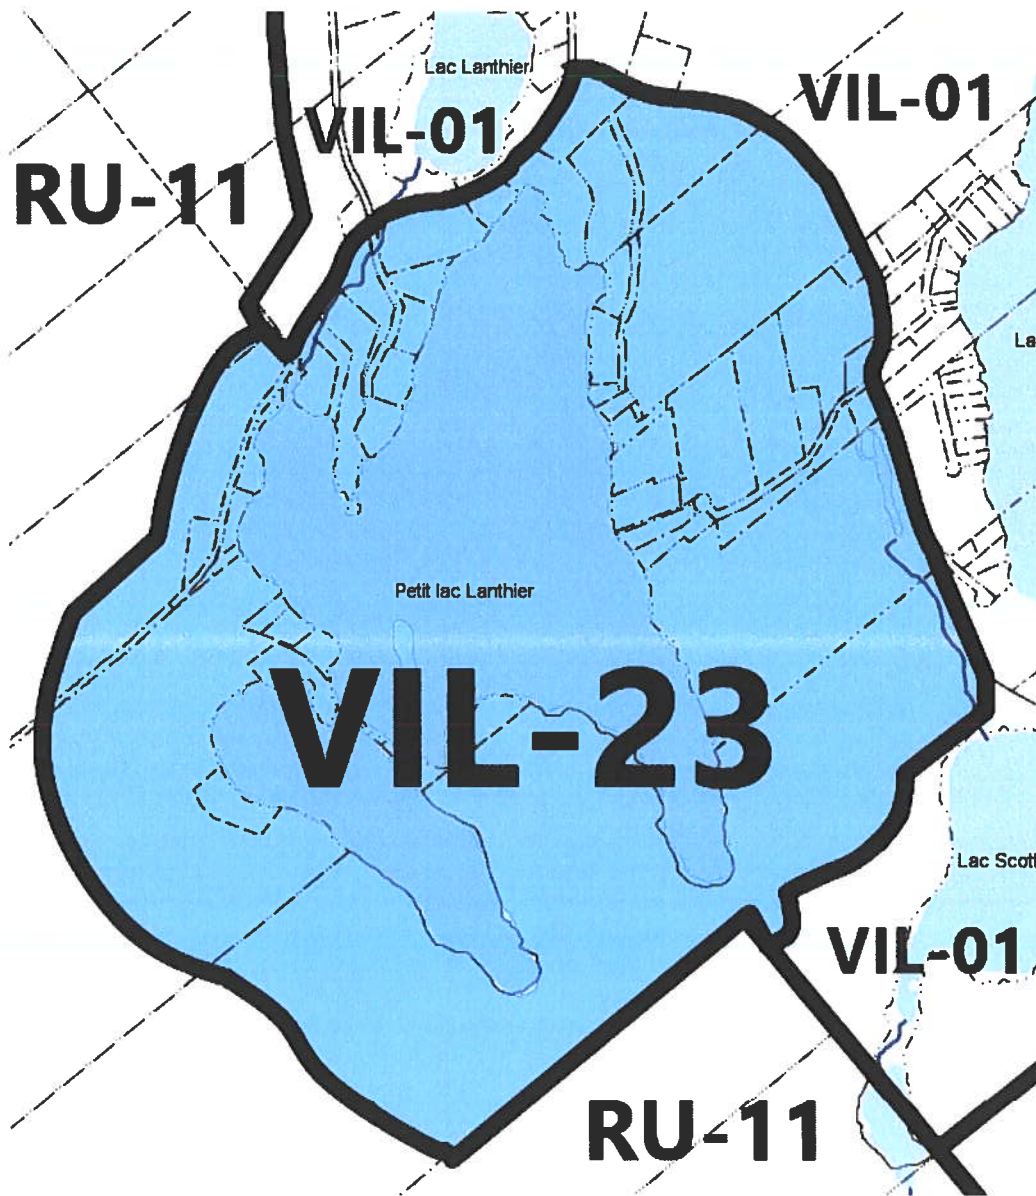 Lac Lanthier
VIL-01
VIL-01
RU-11
La
Petit lac Lanthier
VIL-23
Lac Scott
VIL-01
RU-11